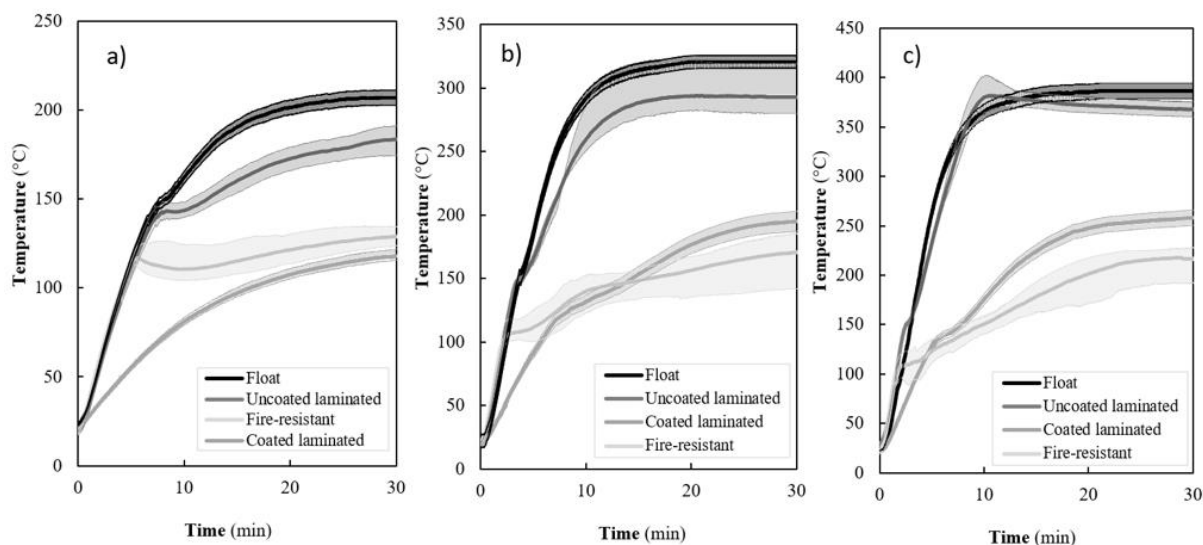 a)
Temperature (°C)
250
200
150
100
50
0
0 10 20 30
Time (min)
Float
Uncoated laminated
Fire-resistant
Coated laminated
b)
Temperature (°C)
350
300
250
200
150
100
50
0
0 10 20 30
Time (min)
Float
Uncoated laminated
Coated laminated
Fire-resistant
c)
Temperature (°C)
450
400
350
300
250
200
150
100
50
0
0 10 20 30
Time (min)
Float
Uncoated laminated
Coated laminated
Fire-resistant